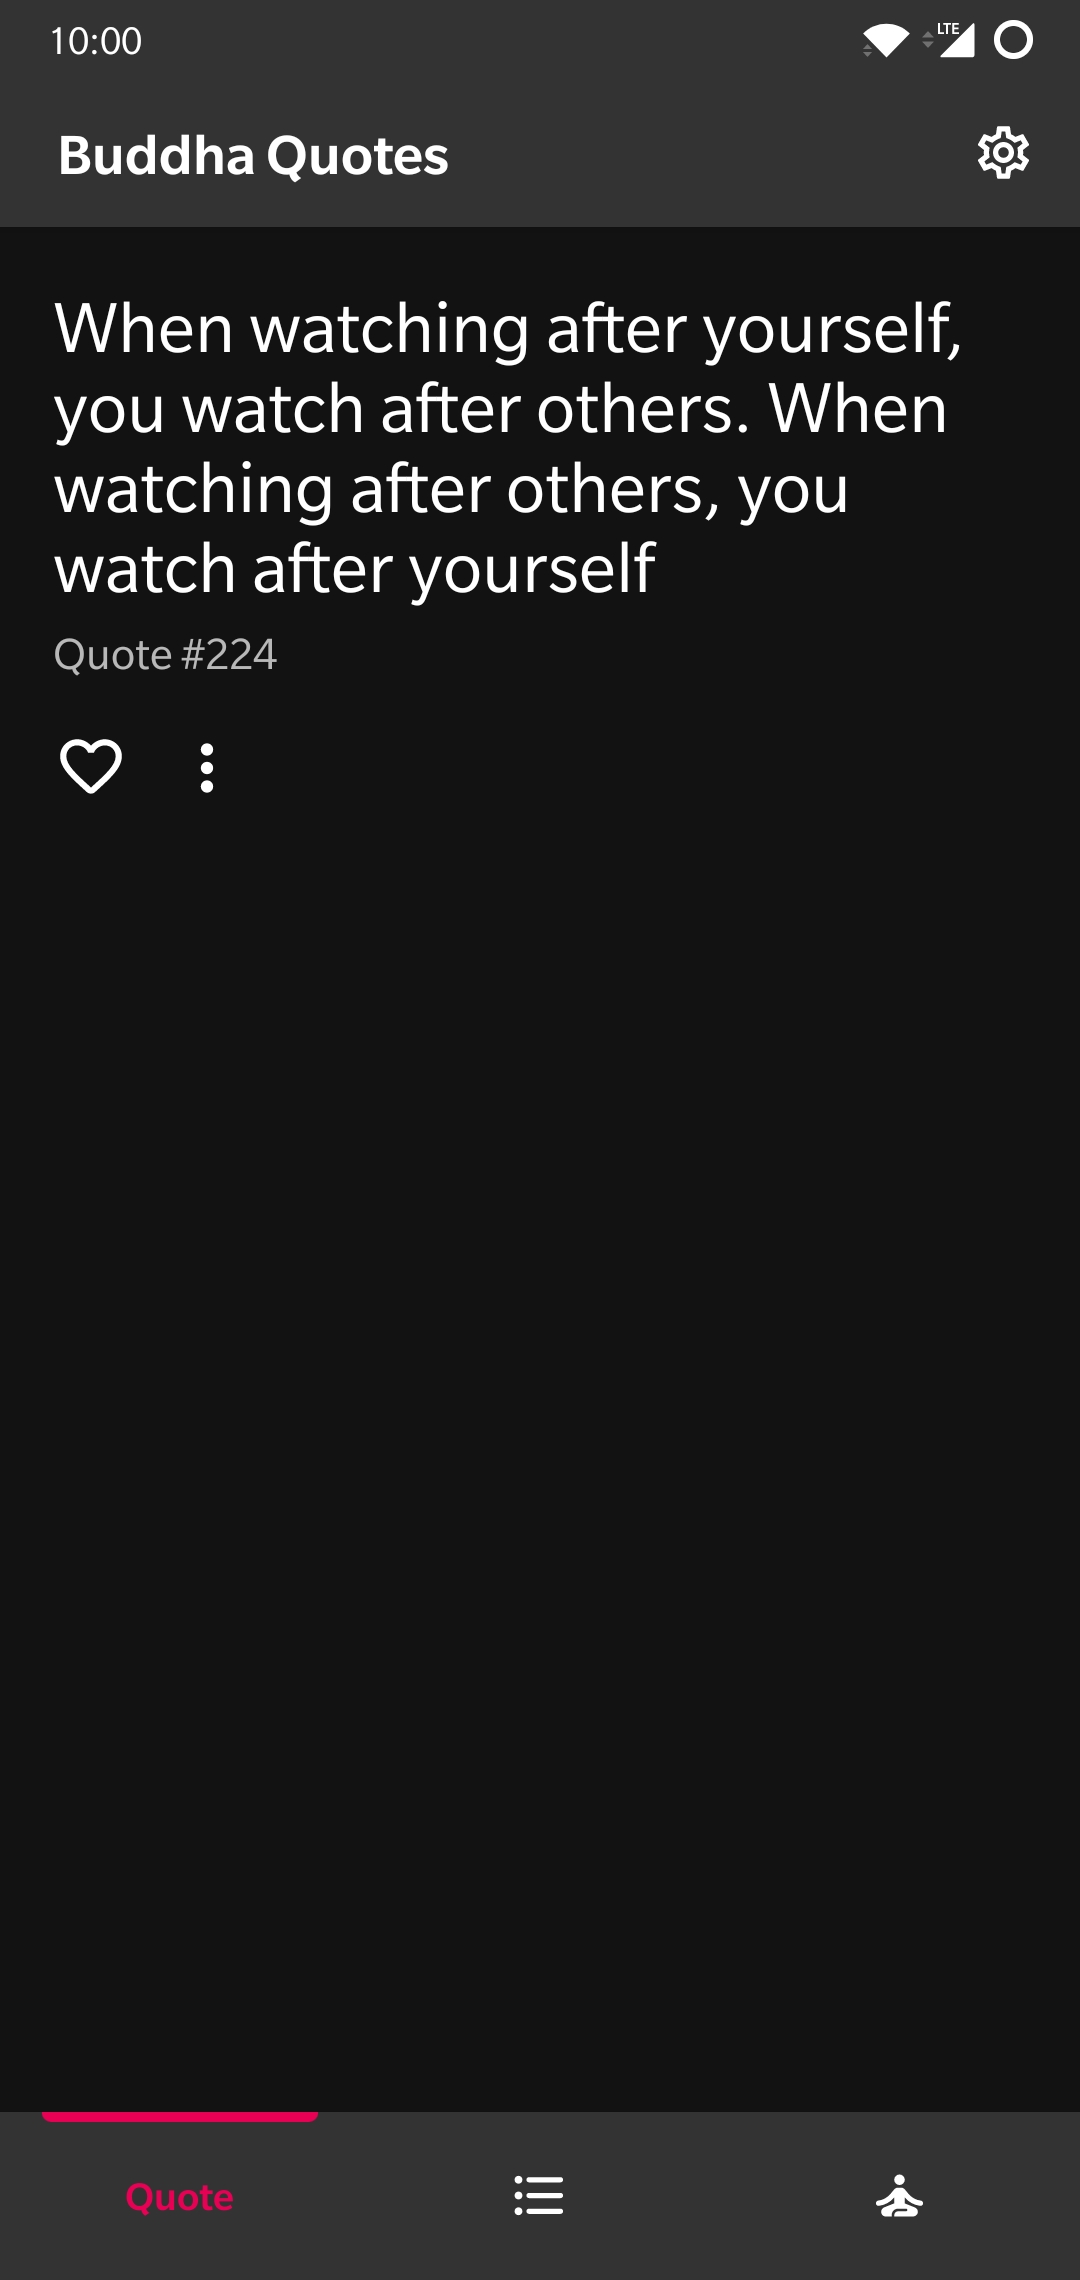 10:00
LTE
Buddha Quotes
When watching after yourself,
you watch after others. When
watching after others, you
watch after yourself
Quote #224
Quote